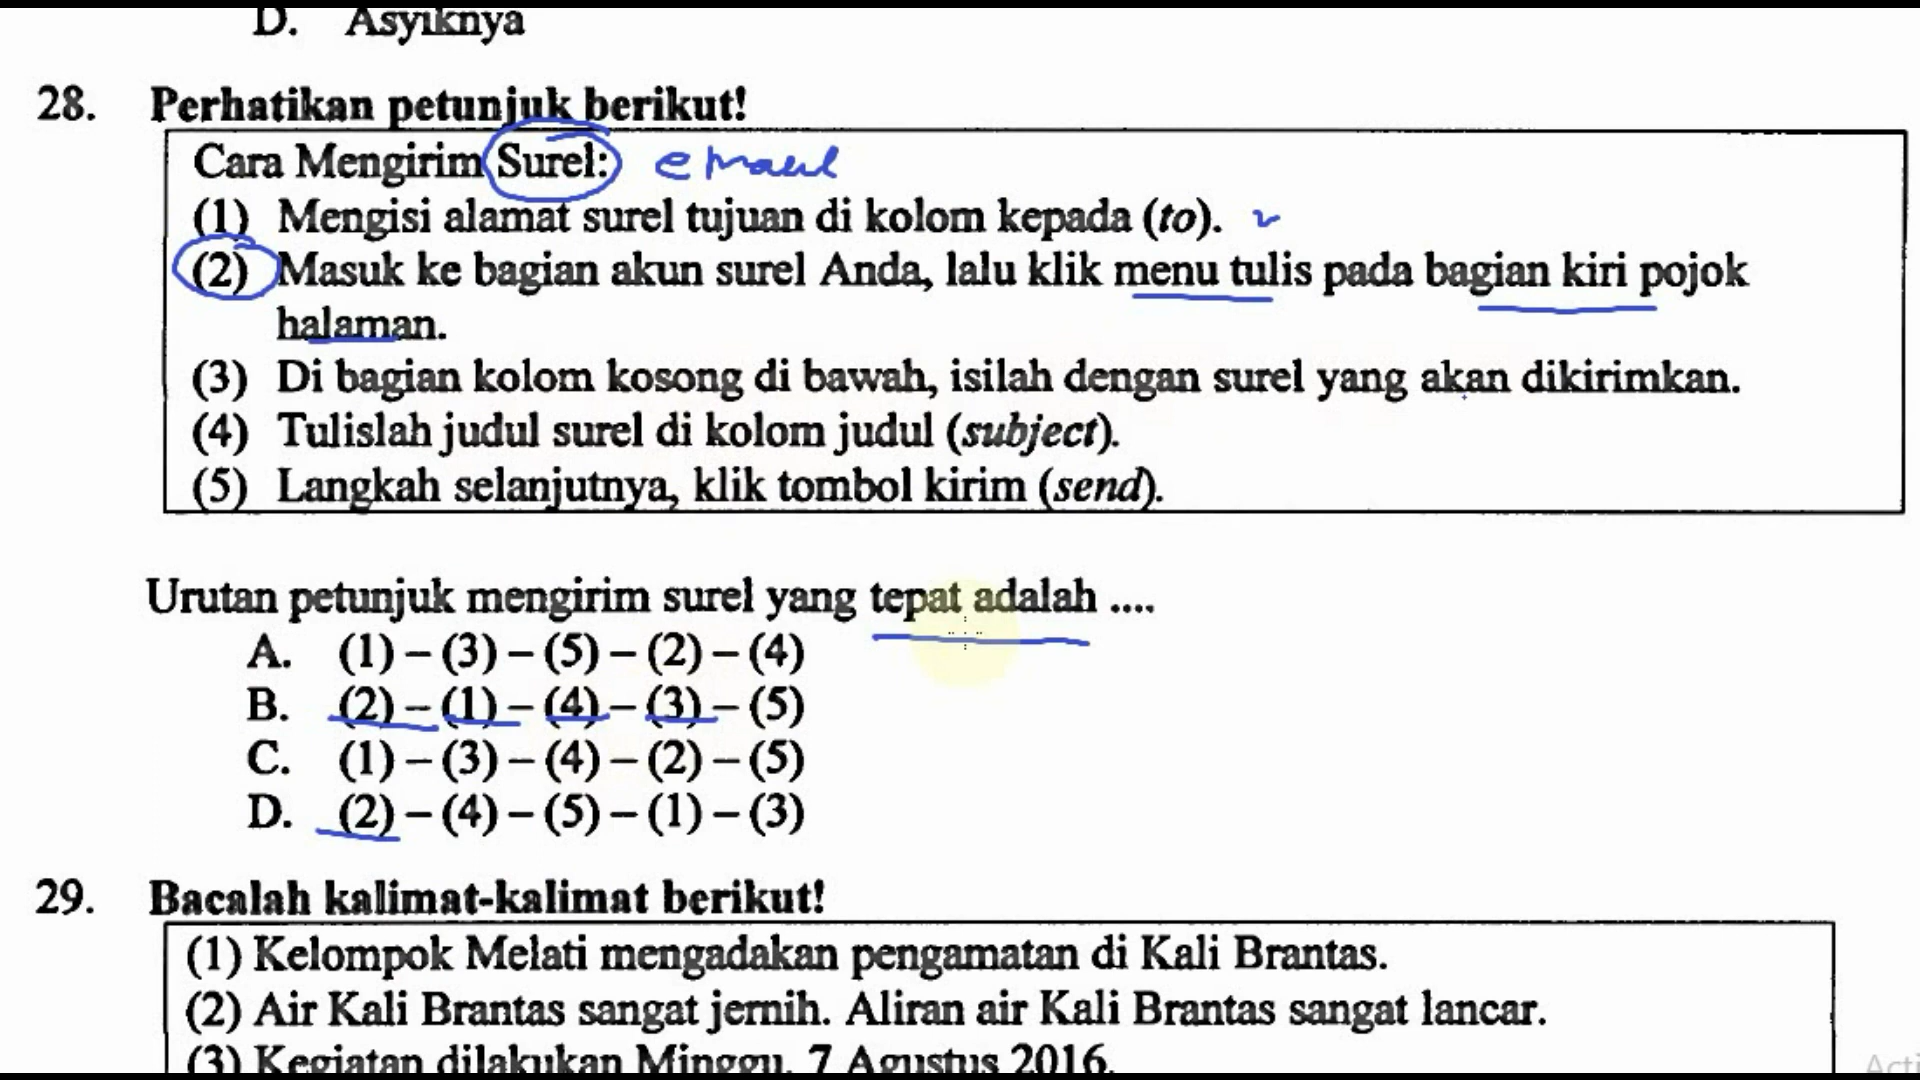 D. Asyiknya
28. Perhatikan petunjuk berikut!
Cara Mengirim Surel: email
(1) Mengisi alamat surel tujuan di kolom kepada (to).
(2) Masuk ke bagian akun surel Anda, lalu klik menu tulis pada bagian kiri pojok
halaman.
(3) Di bagian kolom kosong di bawah, isilah dengan surel yang akan dikirimkan.
(4) Tulislah judul surel di kolom judul (subject).
(5) Langkah selanjutnya, klik tombol kirim (send).
Urutan petunjuk mengirim surel yang tepat adalah ....
A. (1) – (3) – (5) – (2) – (4)
B. (2) – (1) – (4) – (3) – (5)
C. (1) – (3) – (4) – (2) – (5)
D. (2) – (4) – (5) – (1) – (3)
29. Bacalah kalimat-kalimat berikut!
(1) Kelompok Melati mengadakan pengamatan di Kali Brantas.
(2) Air Kali Brantas sangat jernih. Aliran air Kali Brantas sangat lancar.
(3) Kegiatan dilakukan Minggu, 7 Agustus 2016.
Acti